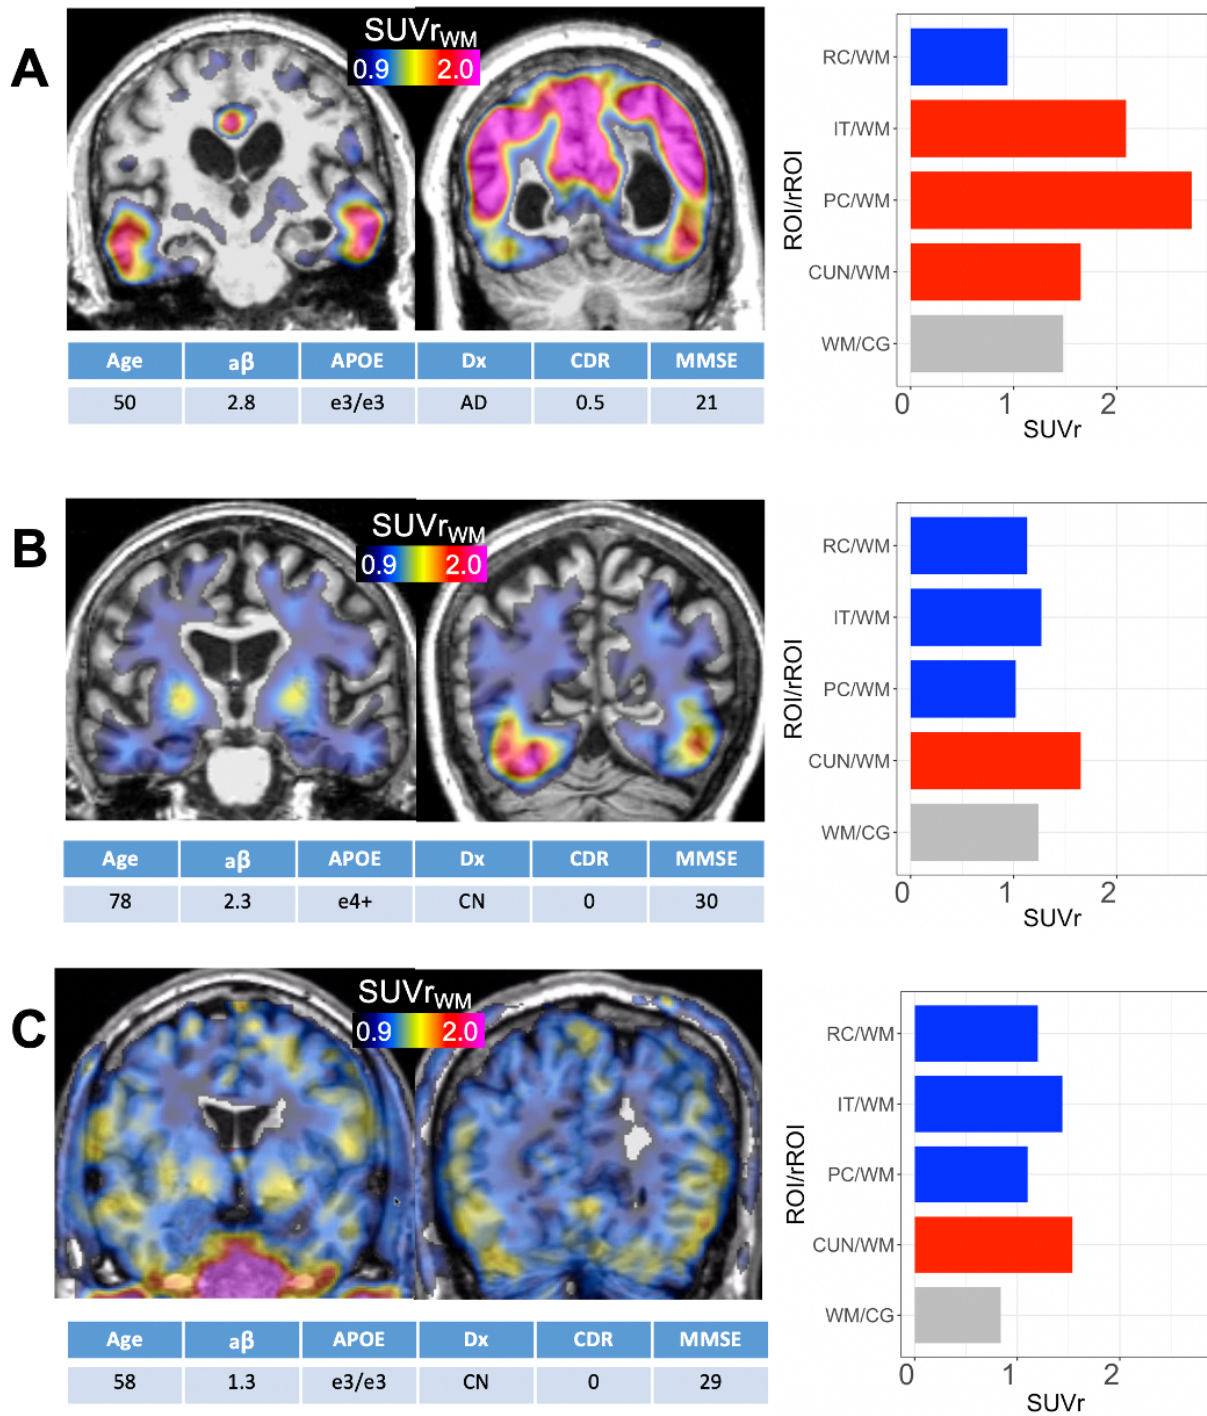 A
SUVrWM
0.9 2.0
RC/WM
IT/WM
PC/WM
CUN/WM
WM/CG
ROI/rROI
0 1 2
SUVr
Age aβ APOE Dx CDR MMSE
50 2.8 e3/e3 AD 0.5 21
B
SUVrWM
0.9 2.0
RC/WM
IT/WM
PC/WM
CUN/WM
WM/CG
ROI/rROI
0 1 2
SUVr
Age aβ APOE Dx CDR MMSE
78 2.3 e4+ CN 0 30
C
SUVrWM
0.9 2.0
RC/WM
IT/WM
PC/WM
CUN/WM
WM/CG
ROI/rROI
0 1 2
SUVr
Age aβ APOE Dx CDR MMSE
58 1.3 e3/e3 CN 0 29